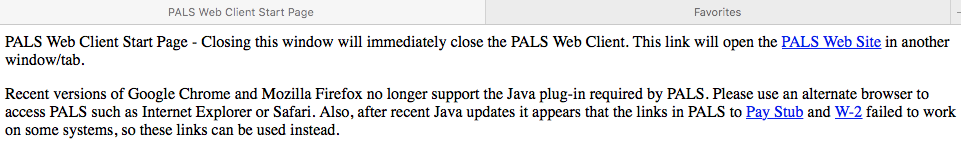 PALS Web Client Start Page
Favorites
PALS Web Client Start Page - Closing this window will immediately close the PALS Web Client. This link will open the PALS Web Site in another
window/tab.
Recent versions of Google Chrome and Mozilla Firefox no longer support the Java plug-in required by PALS. Please use an alternate browser to
access PALS such as Internet Explorer or Safari. Also, after recent Java updates it appears that the links in PALS to Pay Stub and W-2 failed to work
on some systems, so these links can be used instead.